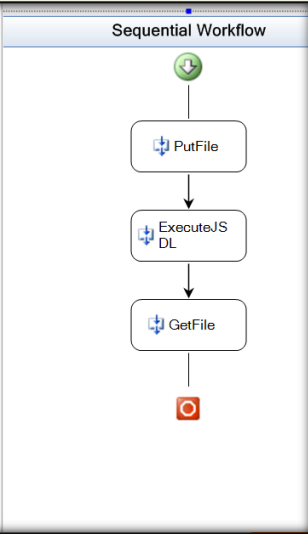 Sequential Workflow
PutFile
ExecuteJS
DL
GetFile